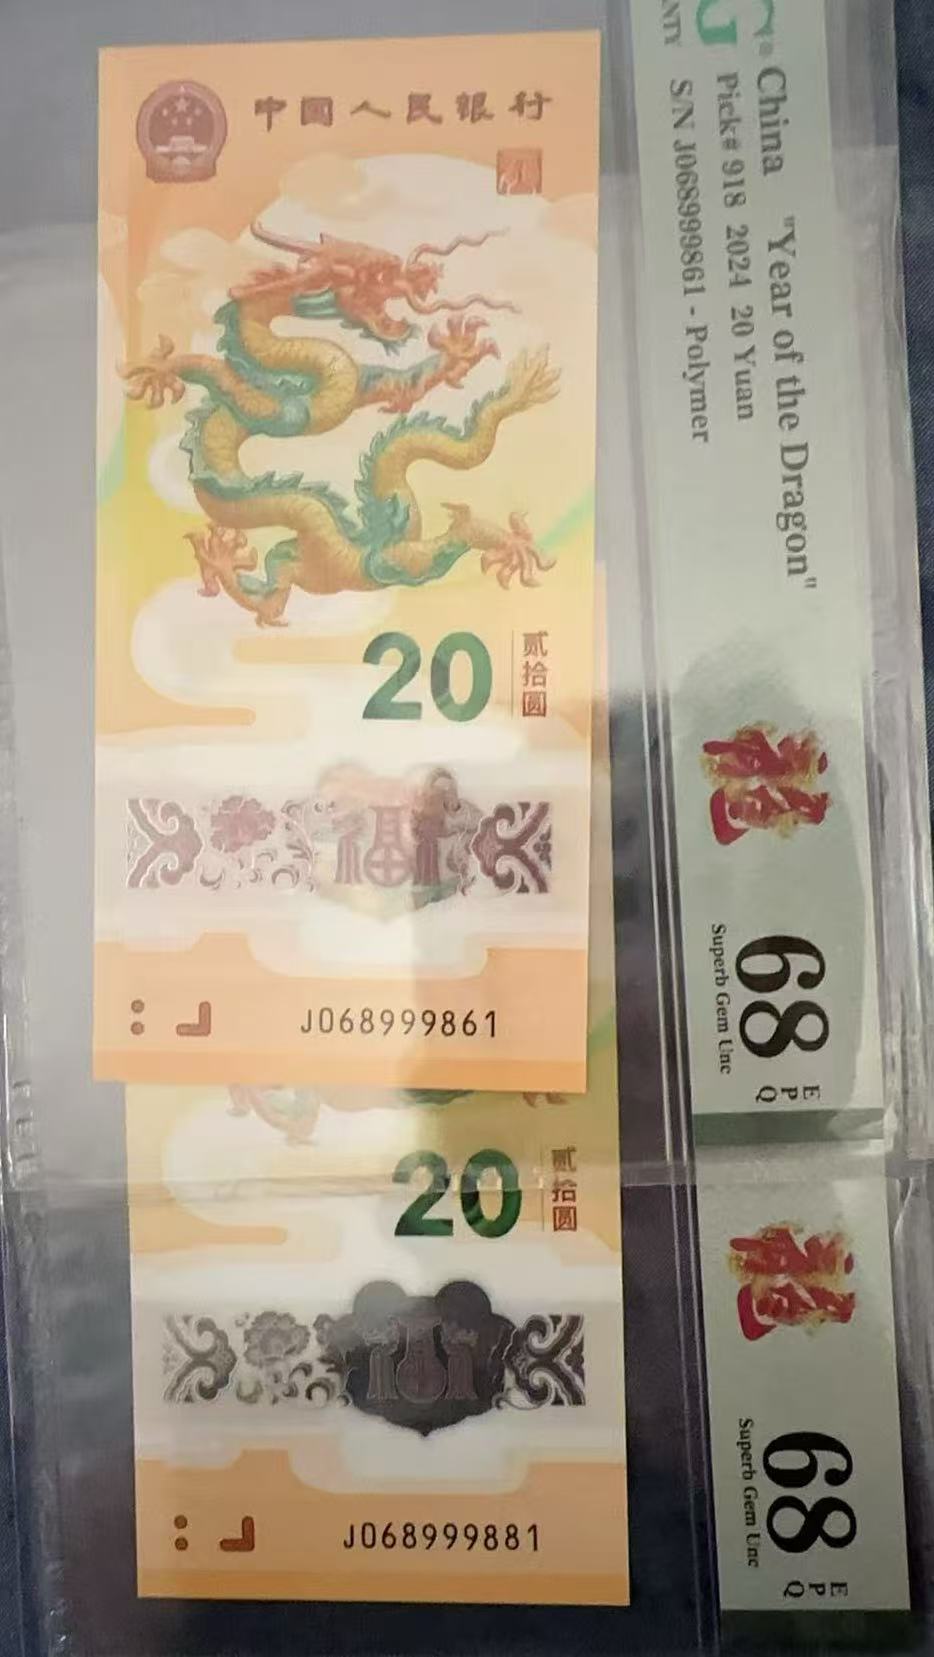 中国人民银行
20
贰拾圆
福
J068999861
20
贰拾圆
J068999881
China "Year of the Dragon"
Pick# 918 2024 20 Yuan
S/N J068999861 - Polymer
68
EPQ
Superb Gem Unc
68
EPQ
Superb Gem Unc